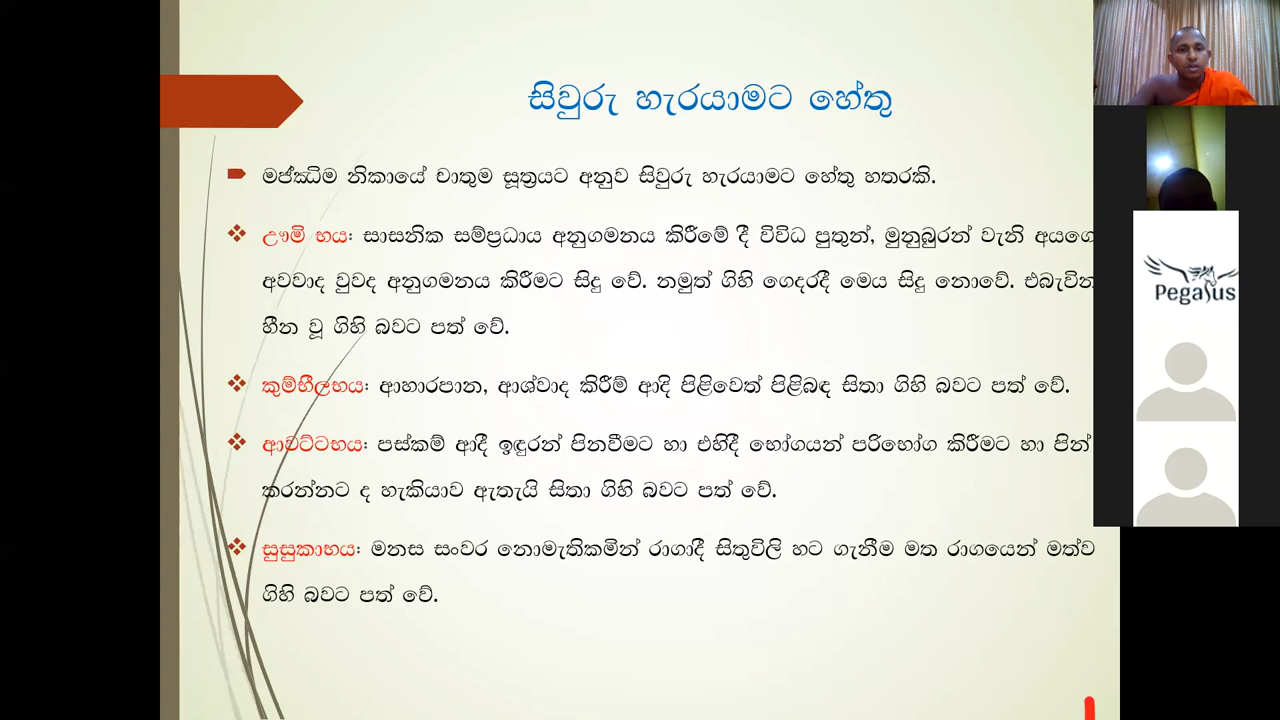 සිවුරු හැරයාමට හේතු
මජ්ඣිම නිකායේ චාතුම සූත්‍රයට අනුව සිවුරු හැරයාමට හේතු හතරකි.
ඌමි භය: සාසනික සම්ප්‍රධාය අනුගමනය කිරීමේ දී විවිධ පුතුන්, මුනුබුරන් වැනි අයගෙ
අවවාද වුවද අනුගමනය කිරීමට සිදු වේ. නමුත් ගිහි ගෙදරදී මෙය සිදු නොවේ. එබැවින්
හීන වූ ගිහි බවට පත් වේ.
කුම්භීලභය: ආහාරපාන, ආශ්වාද කිරීම් ආදි පිළිවෙත් පිළිබඳ සිතා ගිහි බවට පත් වේ.
ආවට්ටභය: පස්කම් ආදී ඉඳුරන් පිනවීමට හා එහිදී භෝගයන් පරිභෝග කිරීමට හා පින්
කරන්නට ද හැකියාව ඇතැයි සිතා ගිහි බවට පත් වේ.
සුසුකාභය: මනස සංවර නොමැතිකමින් රාගාදී සිතුවිලි හට ගැනීම මත රාගයෙන් මත්ව
ගිහි බවට පත් වේ.
Pegasus